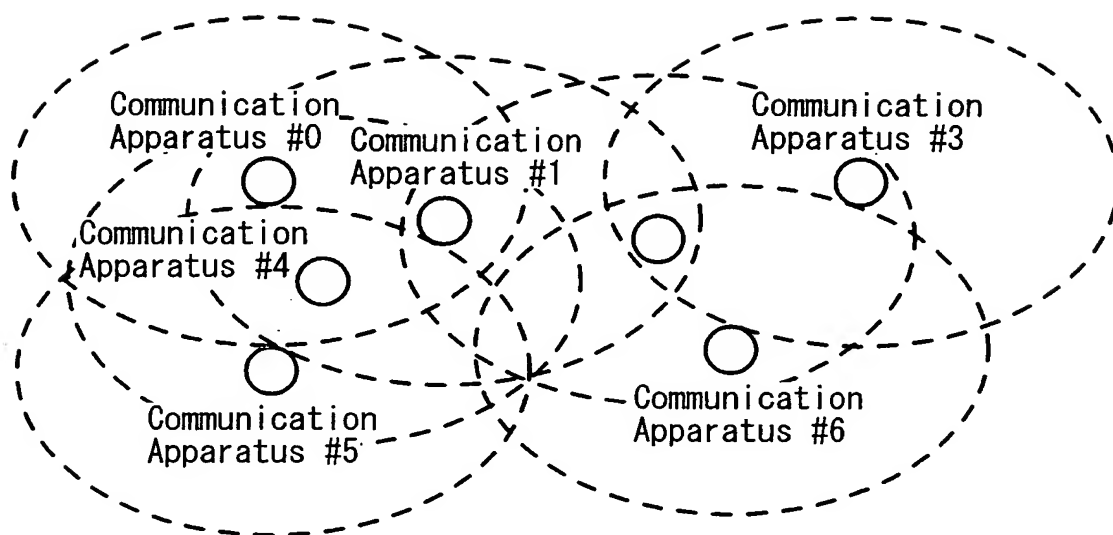 Communication
Apparatus #0
Communication
Apparatus #1
Communication
Apparatus #3
Communication
Apparatus #4
Communication
Apparatus #5
Communication
Apparatus #6